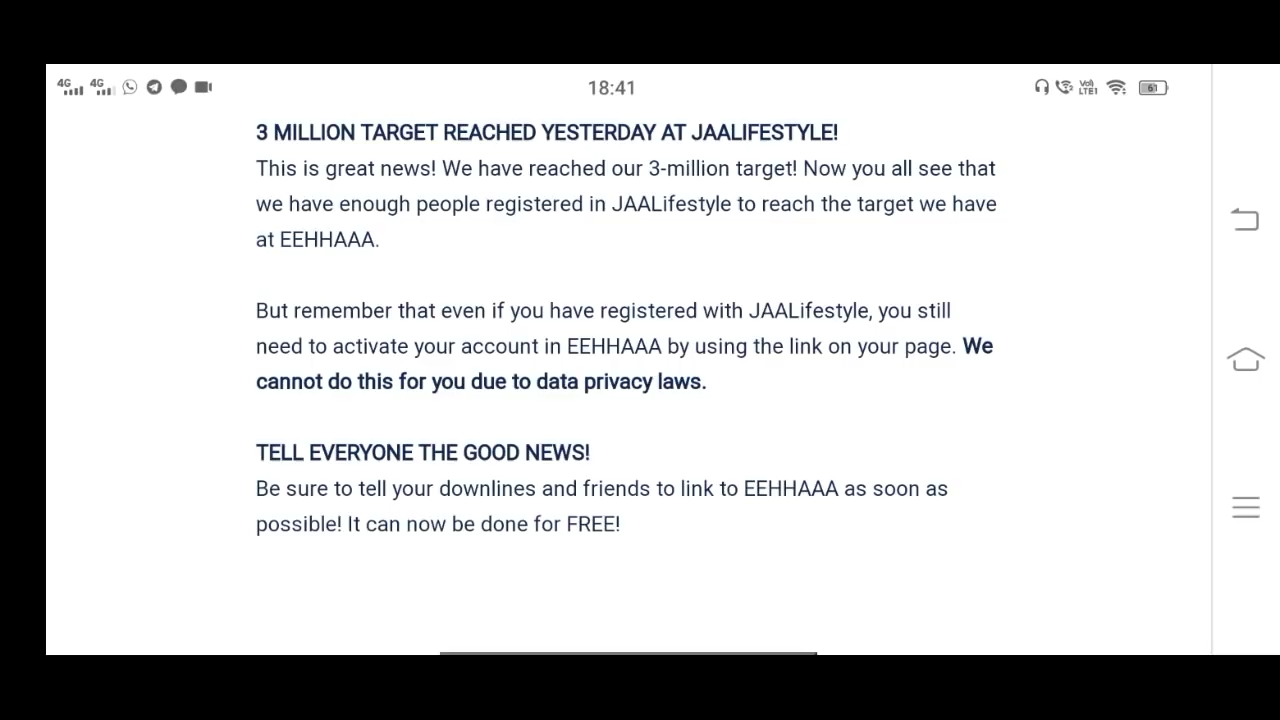 4G 4G 18:41 VoI) LTE1 61
3 MILLION TARGET REACHED YESTERDAY AT JAALIFESTYLE!
This is great news! We have reached our 3-million target! Now you all see that
we have enough people registered in JAALifestyle to reach the target we have
at EEHHAAA.
But remember that even if you have registered with JAALifestyle, you still
need to activate your account in EEHHAAA by using the link on your page. We
cannot do this for you due to data privacy laws.
TELL EVERYONE THE GOOD NEWS!
Be sure to tell your downlines and friends to link to EEHHAAA as soon as
possible! It can now be done for FREE!